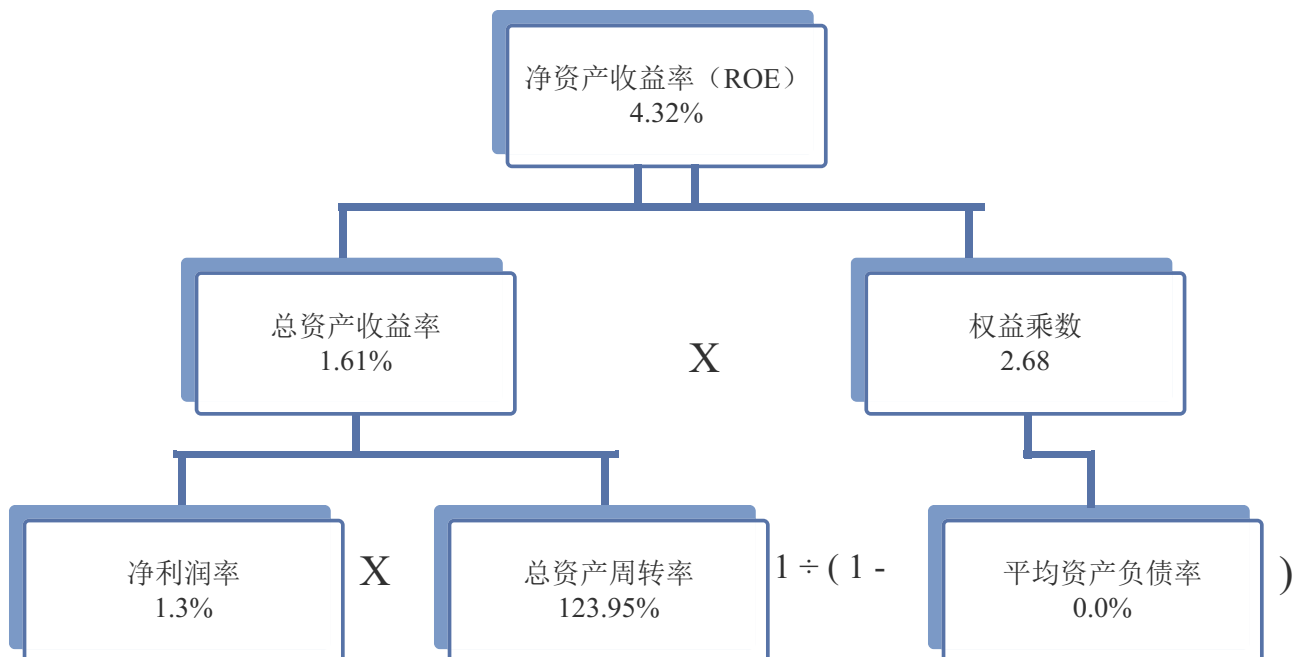 净资产收益率（ROE）
4.32%
总资产收益率
1.61%
X
权益乘数
2.68
净利润率
1.3%
X
总资产周转率
123.95%
1 ÷ ( 1 -
平均资产负债率
0.0%
)